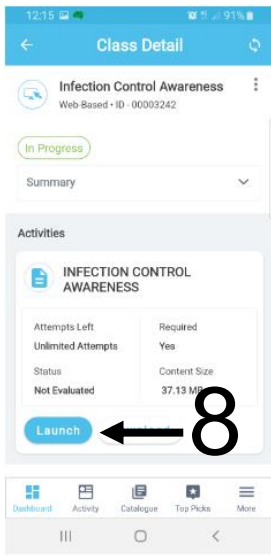 12:15 91%
Class Detail
Infection Control Awareness
Web-Based • ID - 00003242
In Progress
Summary
Activities
INFECTION CONTROL
AWARENESS
Attempts Left Required
Unlimited Attempts Yes
Status Content Size
Not Evaluated 37.13 MB
Launch
8
Dashboard Activity Catalogue Top Picks More